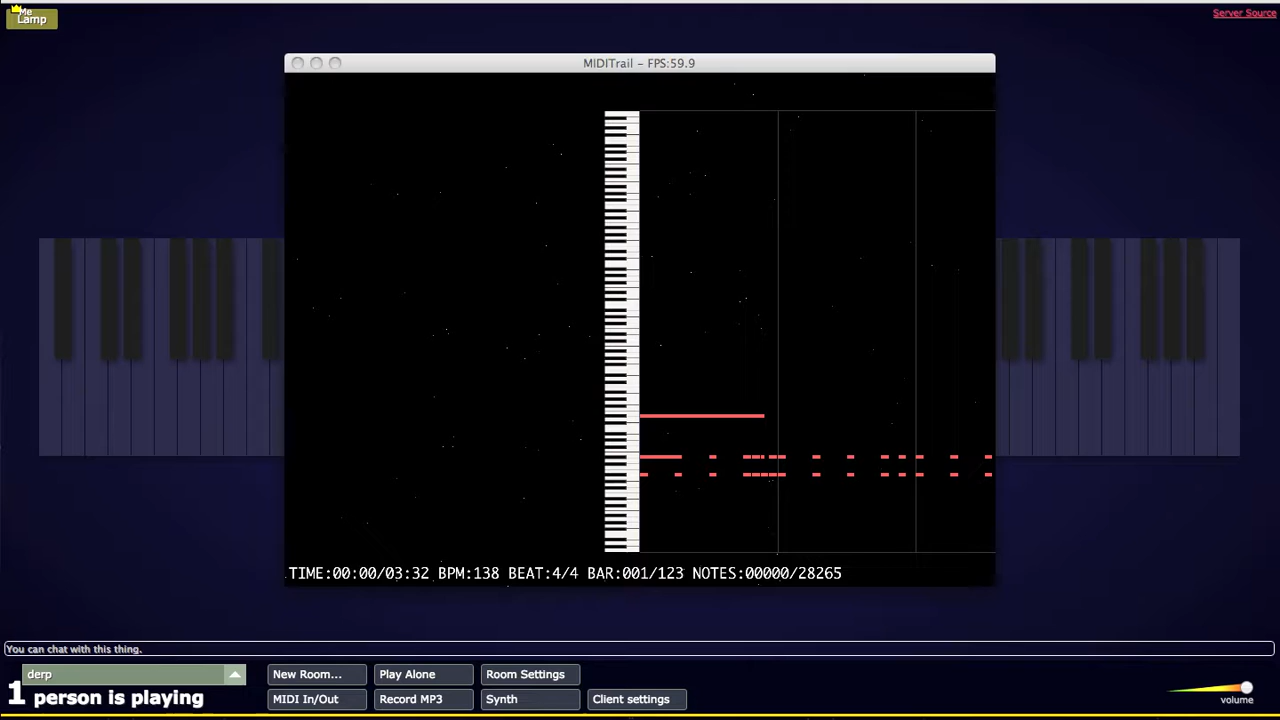 Me
Lamp
Server Source
MIDITrail - FPS:59.9
TIME:00:00/03:32 BPM:138 BEAT:4/4 BAR:001/123 NOTES:00000/28265
You can chat with this thing.
derp
New Room...
Play Alone
Room Settings
1 person is playing
MIDI In/Out
Record MP3
Synth
Client settings
volume